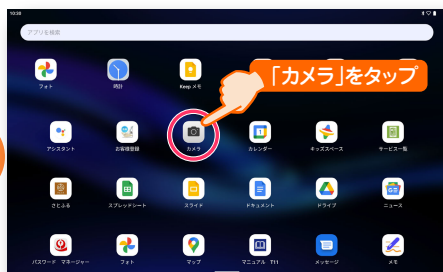 10:30
アプリを検索
「カメラ」をタップ
フォト
時計
Keep メモ
アシスタント
お客様登録
カメラ
カレンダー
キッズスペース
サービス一覧
さとふる
スプレッドシート
スライド
ドキュメント
ドライブ
ニュース
パスワード マネージャー
フォト
マップ
マニュアル T11
メッセージ
メモ